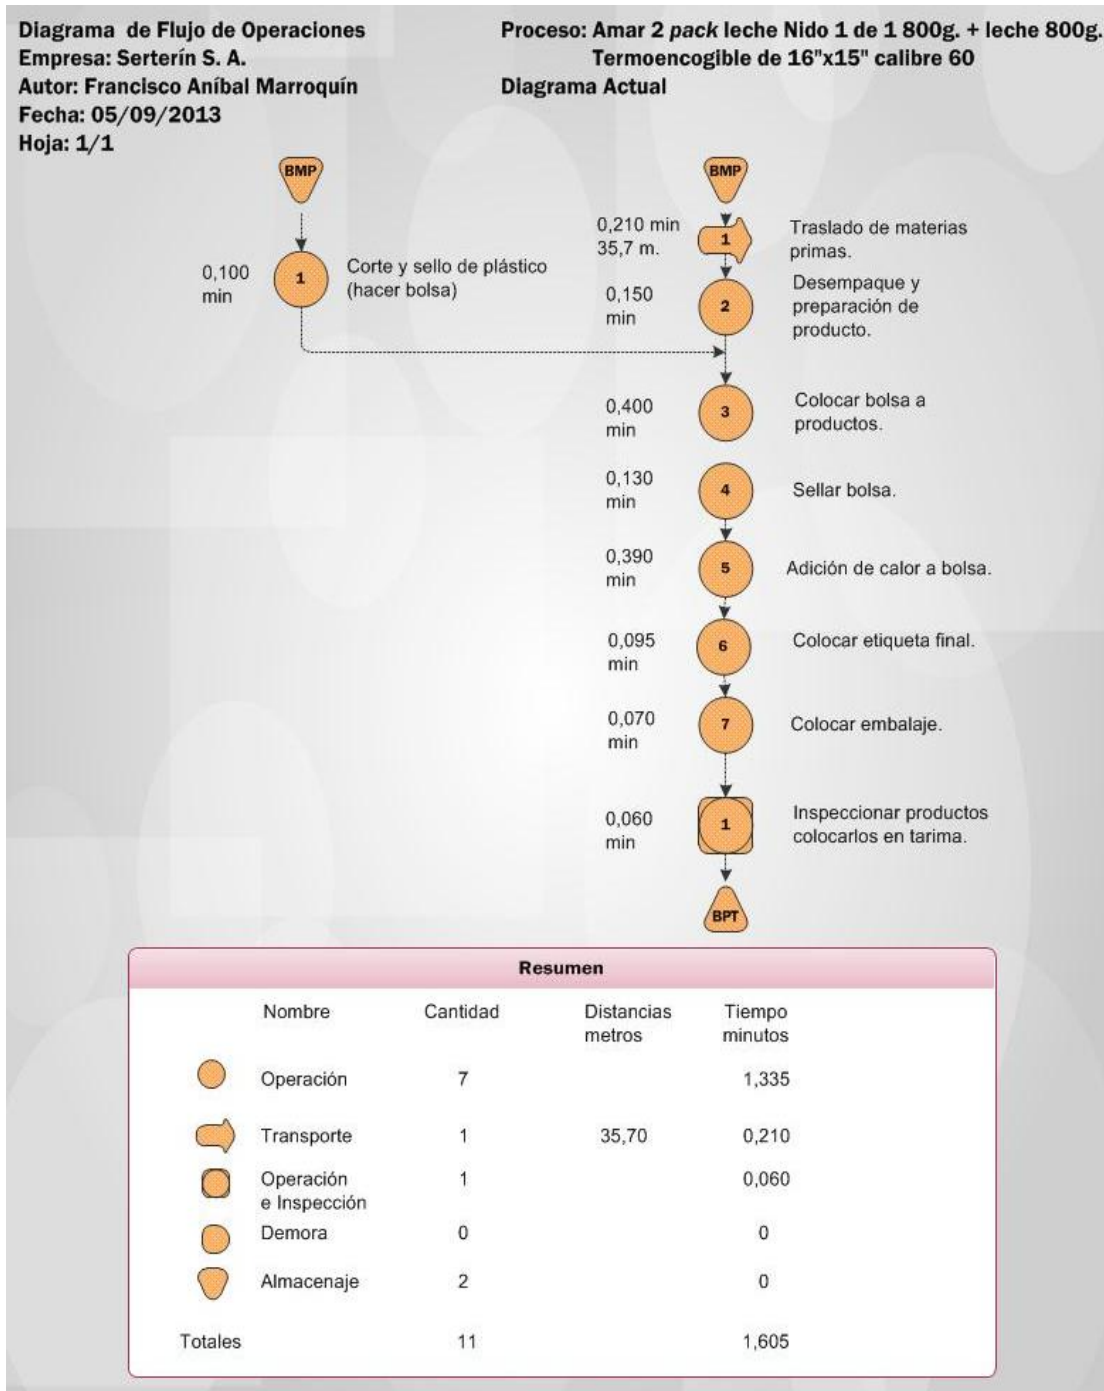 Diagrama de Flujo de Operaciones
Empresa: Serterín S. A.
Autor: Francisco Aníbal Marroquín
Fecha: 05/09/2013
Hoja: 1/1
Proceso: Amar 2 pack leche Nido 1 de 1 800g. + leche 800g.
Termoencogible de 16"x15" calibre 60
Diagrama Actual
BMP
BMP
0,210 min
35,7 m.
1
Traslado de materias
primas.
0,100
min
1
Corte y sello de plástico
(hacer bolsa)
0,150
min
2
Desempaque y
preparación de
producto.
0,400
min
3
Colocar bolsa a
productos.
0,130
min
4
Sellar bolsa.
0,390
min
5
Adición de calor a bolsa.
0,095
min
6
Colocar etiqueta final.
0,070
min
7
Colocar embalaje.
0,060
min
1
Inspeccionar productos
colocarlos en tarima.
BPT
Resumen
Nombre Cantidad Distancias Tiempo
metros minutos
Operación 7 1,335
Transporte 1 35,70 0,210
Operación 1 0,060
e Inspección
Demora 0 0
Almacenaje 2 0
Totales 11 1,605